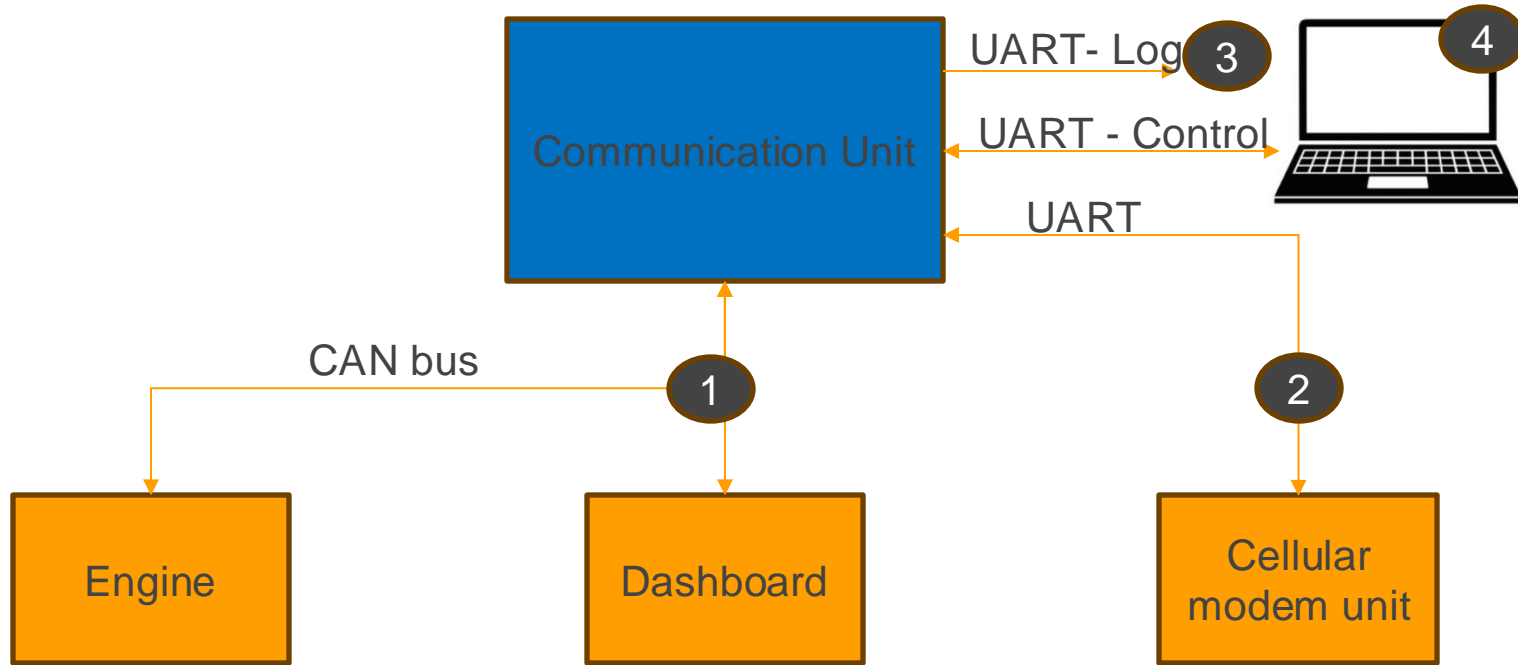 UART- Log
3
4
Communication Unit
UART - Control
UART
CAN bus
1
2
Engine
Dashboard
Cellular
modem unit